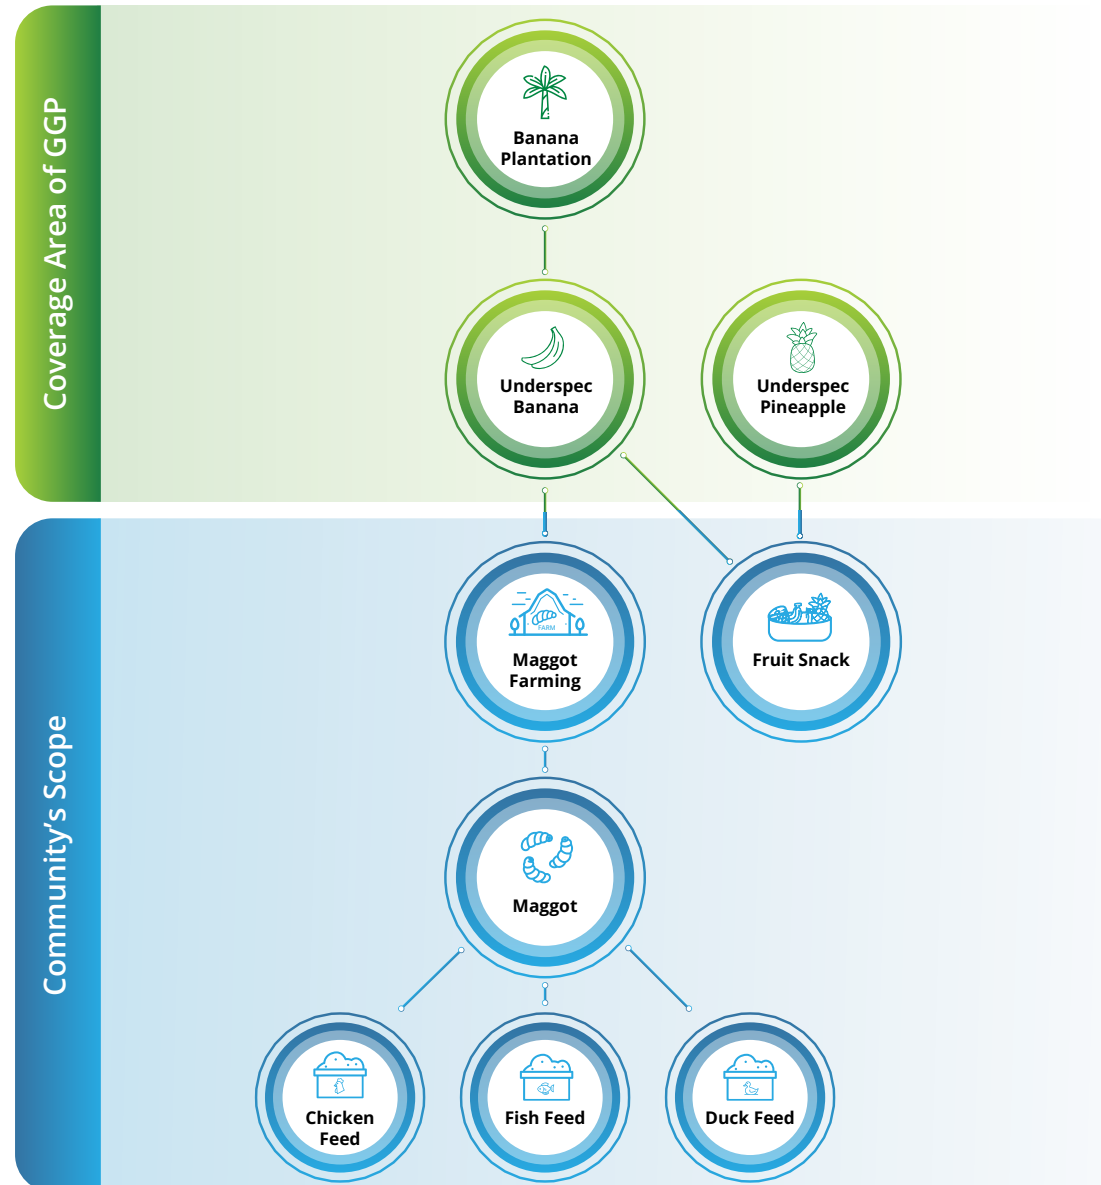 Coverage Area of GGP
Banana
Plantation
Underspec
Banana
Underspec
Pineapple
Community's Scope
FARM
Maggot
Farming
Fruit Snack
Maggot
Chicken
Feed
Fish Feed
Duck Feed